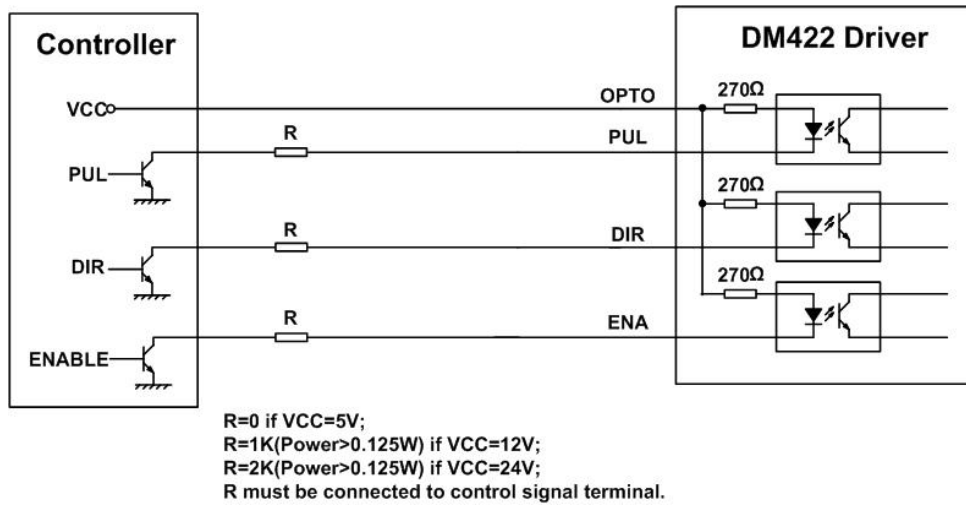 Controller
DM422 Driver
VCC
OPTO
270Ω
R
PUL
PUL
270Ω
R
DIR
DIR
270Ω
R
ENA
ENABLE
R=0 if VCC=5V;
R=1K(Power>0.125W) if VCC=12V;
R=2K(Power>0.125W) if VCC=24V;
R must be connected to control signal terminal.